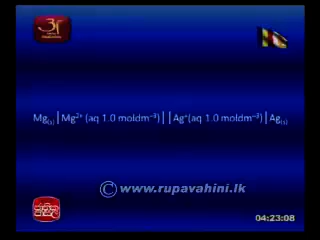 Mg₍ₛ₎│Mg²⁺ (aq 1.0 moldm⁻³)││Ag⁺(aq 1.0 moldm⁻³)│Ag₍ₛ₎
© www.rupavahini.lk
04:23:08